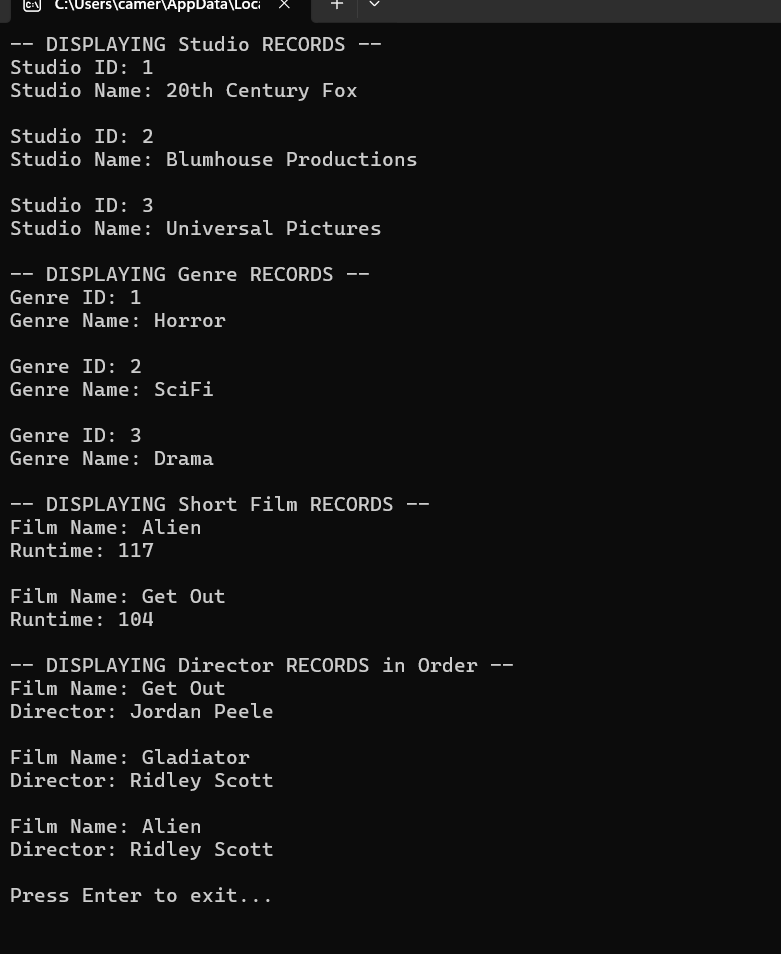 C:\Users\camer\AppData\Loca
-- DISPLAYING Studio RECORDS --
Studio ID: 1
Studio Name: 20th Century Fox
Studio ID: 2
Studio Name: Blumhouse Productions
Studio ID: 3
Studio Name: Universal Pictures
-- DISPLAYING Genre RECORDS --
Genre ID: 1
Genre Name: Horror
Genre ID: 2
Genre Name: SciFi
Genre ID: 3
Genre Name: Drama
-- DISPLAYING Short Film RECORDS --
Film Name: Alien
Runtime: 117
Film Name: Get Out
Runtime: 104
-- DISPLAYING Director RECORDS in Order --
Film Name: Get Out
Director: Jordan Peele
Film Name: Gladiator
Director: Ridley Scott
Film Name: Alien
Director: Ridley Scott
Press Enter to exit...